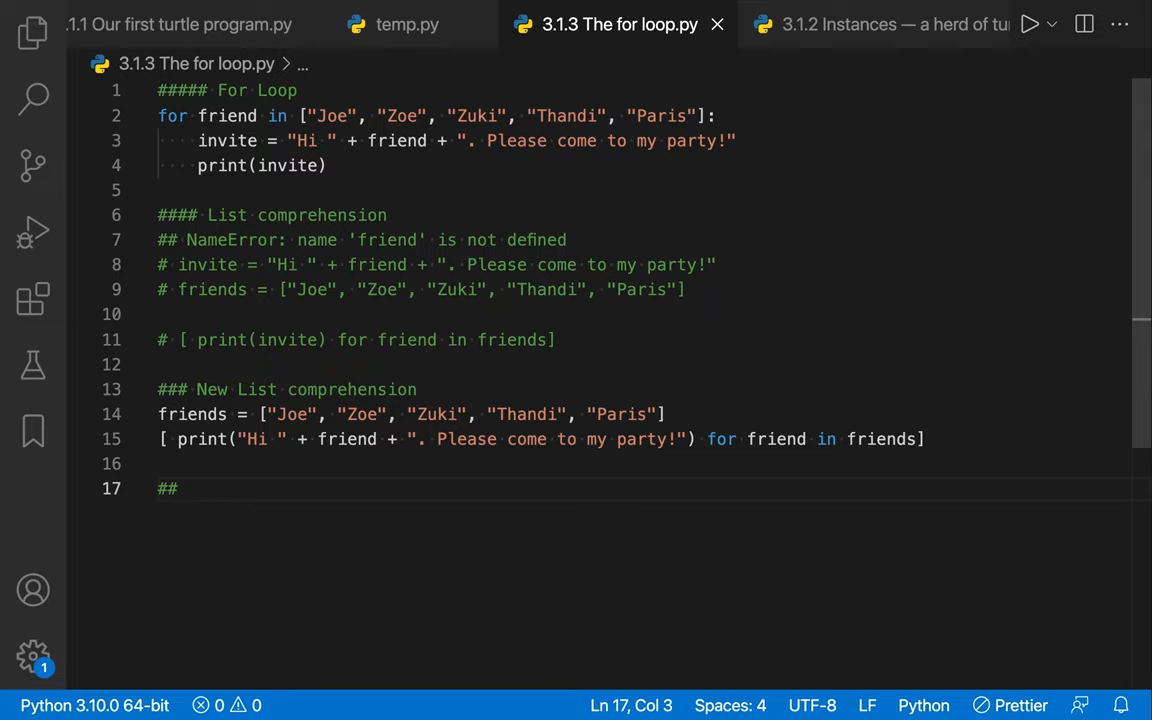 .1.1 Our first turtle program.py temp.py 3.1.3 The for loop.py 3.1.2 Instances — a herd of tu
3.1.3 The for loop.py > ...
1 ##### For Loop
2 for friend in ["Joe", "Zoe", "Zuki", "Thandi", "Paris"]:
3 invite = "Hi " + friend + ". Please come to my party!"
4 print(invite)
5
6 #### List comprehension
7 ## NameError: name 'friend' is not defined
8 # invite = "Hi " + friend + ". Please come to my party!"
9 # friends = ["Joe", "Zoe", "Zuki", "Thandi", "Paris"]
10
11 # [ print(invite) for friend in friends]
12
13 ### New List comprehension
14 friends = ["Joe", "Zoe", "Zuki", "Thandi", "Paris"]
15 [ print("Hi " + friend + ". Please come to my party!") for friend in friends]
16
17 ##
1
Python 3.10.0 64-bit 0 0 Ln 17, Col 3 Spaces: 4 UTF-8 LF Python Prettier